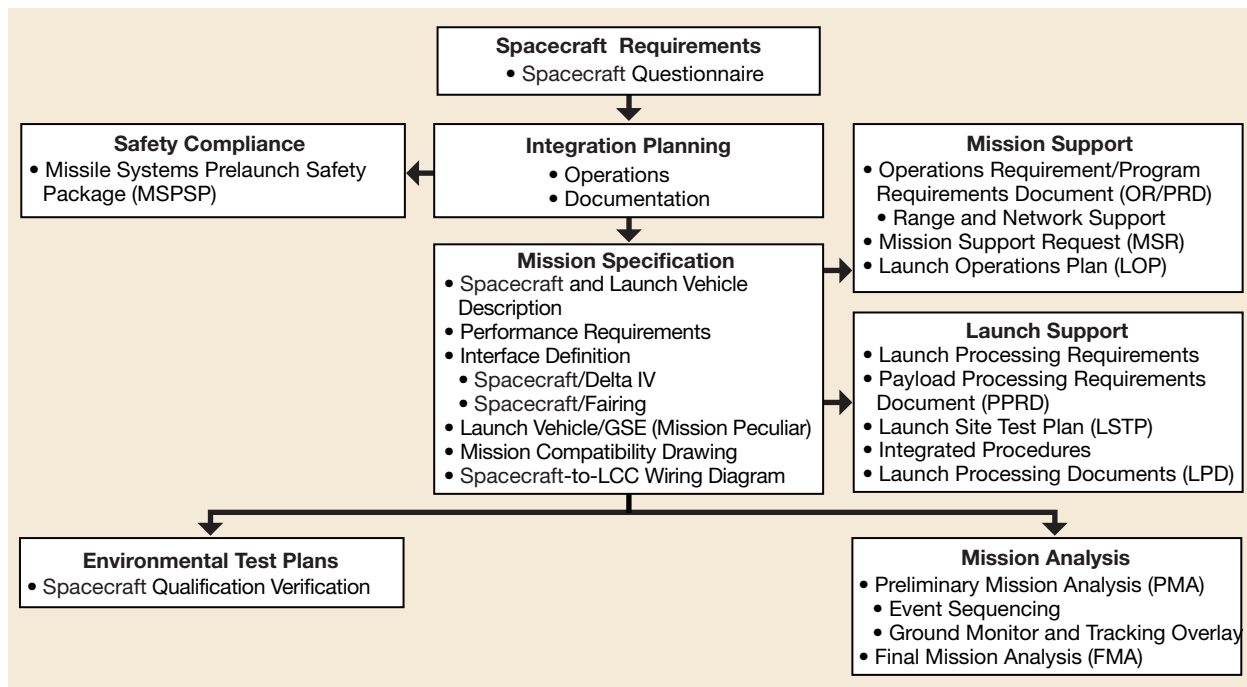 Spacecraft Requirements
• Spacecraft Questionnaire
Safety Compliance
• Missile Systems Prelaunch Safety
Package (MSPSP)
Integration Planning
• Operations
• Documentation
Mission Support
• Operations Requirement/Program
Requirements Document (OR/PRD)
• Range and Network Support
• Mission Support Request (MSR)
• Launch Operations Plan (LOP)
Mission Specification
• Spacecraft and Launch Vehicle
Description
• Performance Requirements
• Interface Definition
• Spacecraft/Delta IV
• Spacecraft/Fairing
• Launch Vehicle/GSE (Mission Peculiar)
• Mission Compatibility Drawing
• Spacecraft-to-LCC Wiring Diagram
Launch Support
• Launch Processing Requirements
• Payload Processing Requirements
Document (PPRD)
• Launch Site Test Plan (LSTP)
• Integrated Procedures
• Launch Processing Documents (LPD)
Environmental Test Plans
• Spacecraft Qualification Verification
Mission Analysis
• Preliminary Mission Analysis (PMA)
• Event Sequencing
• Ground Monitor and Tracking Overlay
• Final Mission Analysis (FMA)